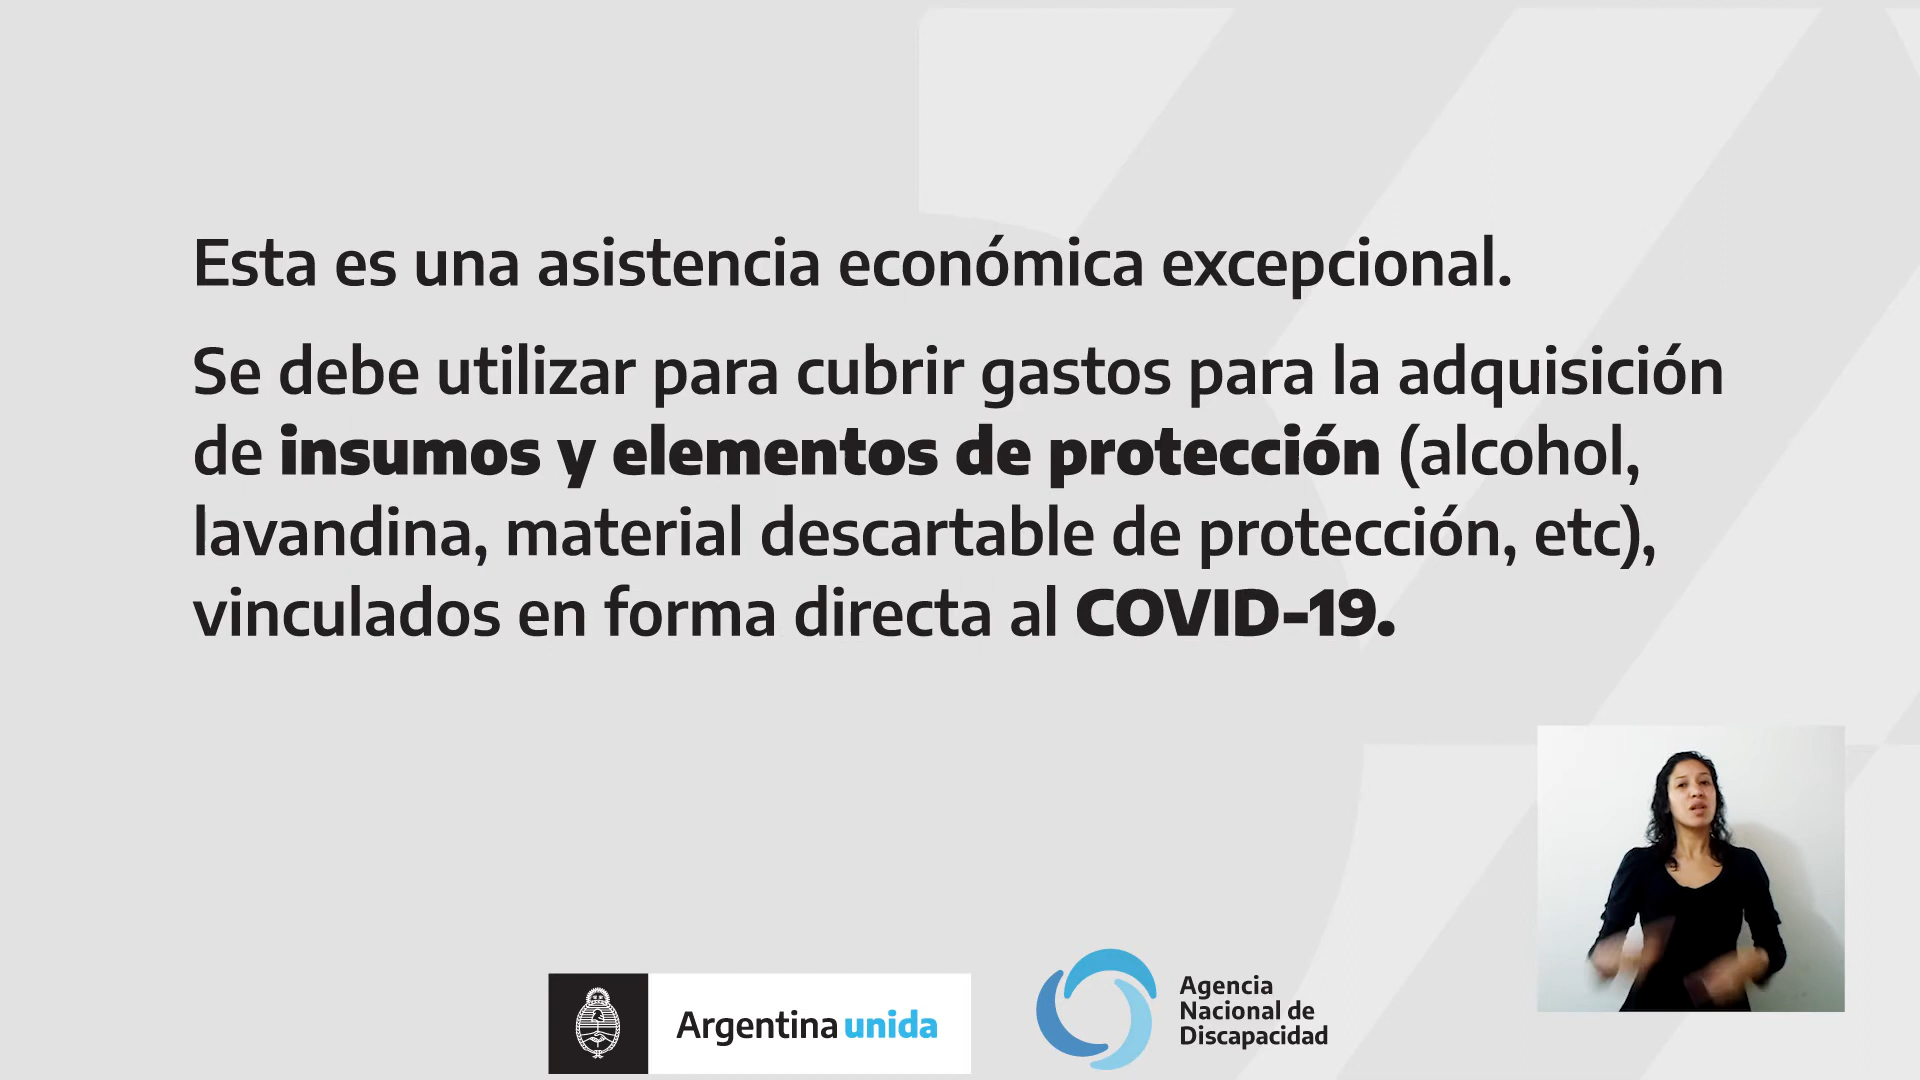 Esta es una asistencia económica excepcional.
Se debe utilizar para cubrir gastos para la adquisición
de insumos y elementos de protección (alcohol,
lavandina, material descartable de protección, etc),
vinculados en forma directa al COVID-19.
Argentina unida
Agencia
Nacional de
Discapacidad